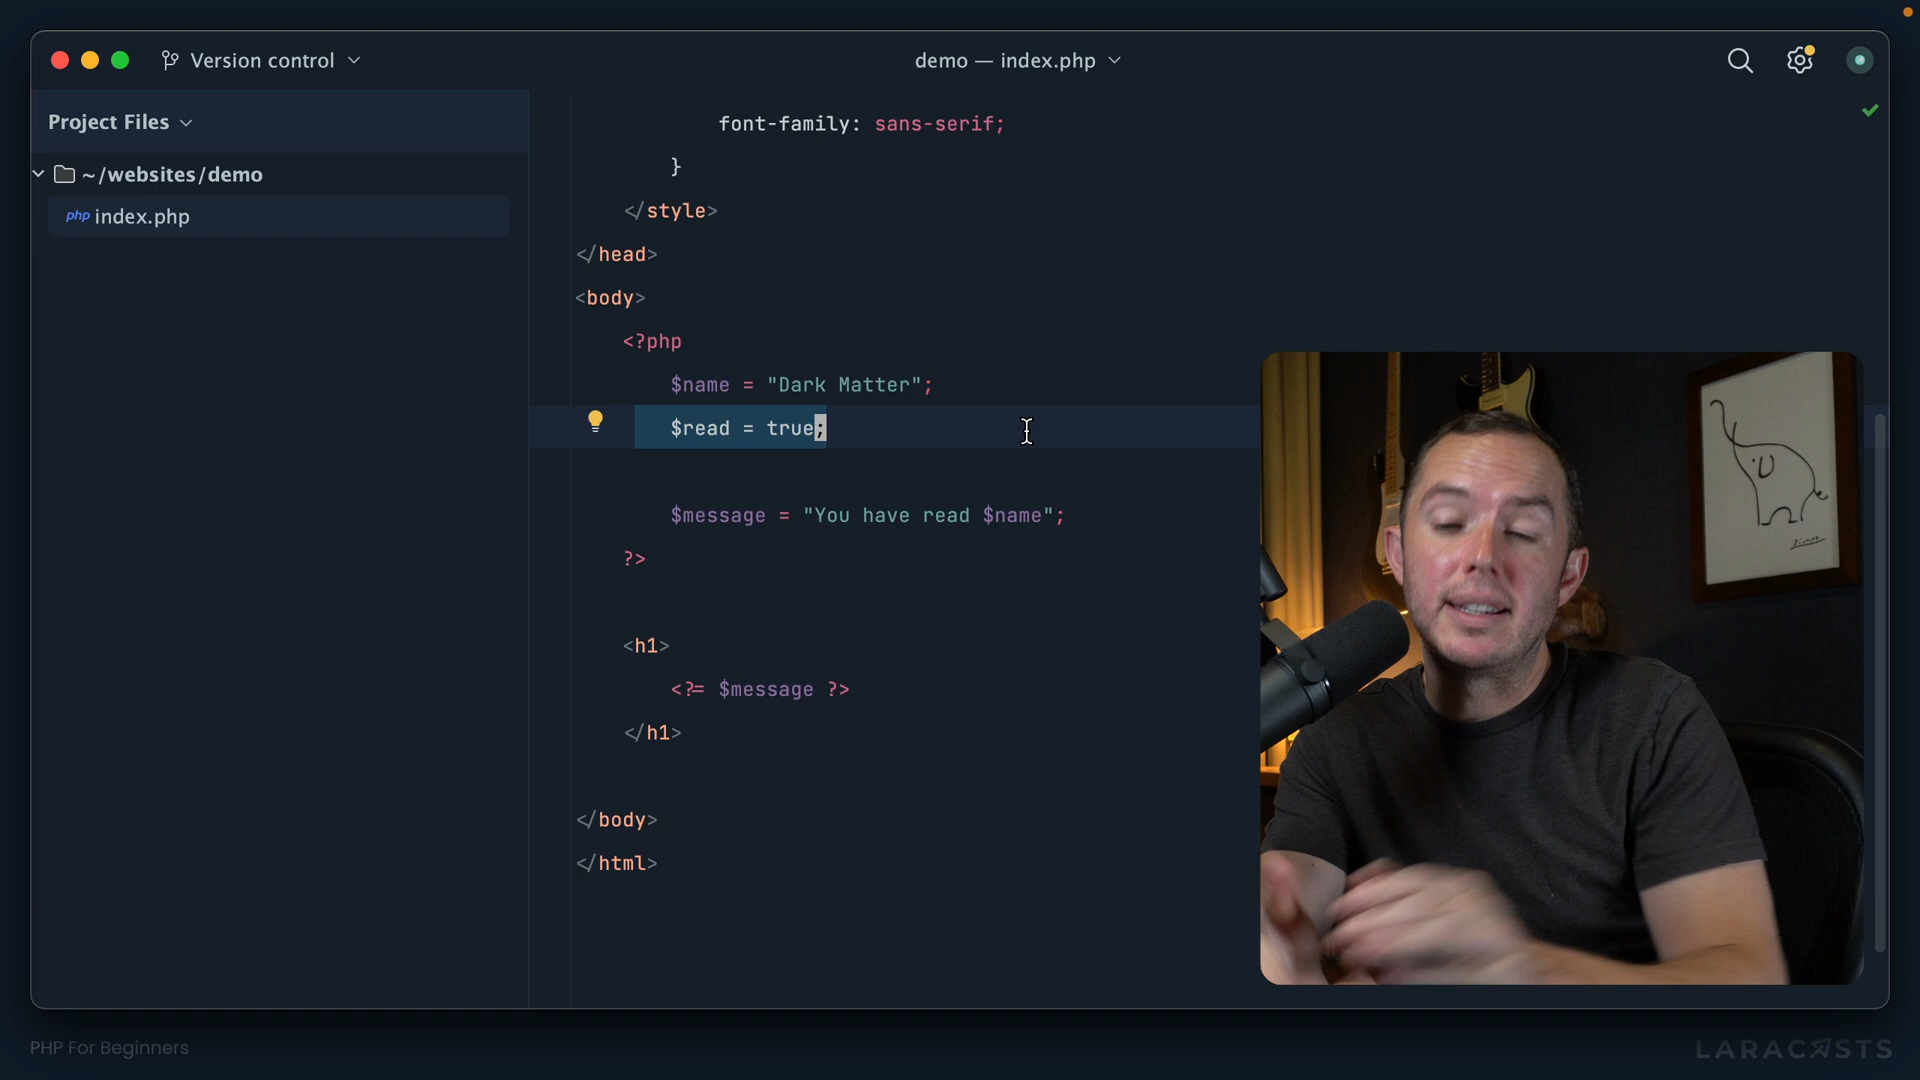 Version control
demo — index.php
Project Files
~/websites/demo
php index.php
font-family: sans-serif;
}
</style>
</head>
<body>
<?php
$name = "Dark Matter";
$read = true;
$message = "You have read $name";
?>
<h1>
<?= $message ?>
</h1>
</body>
</html>
PHP For Beginners
LARACASTS